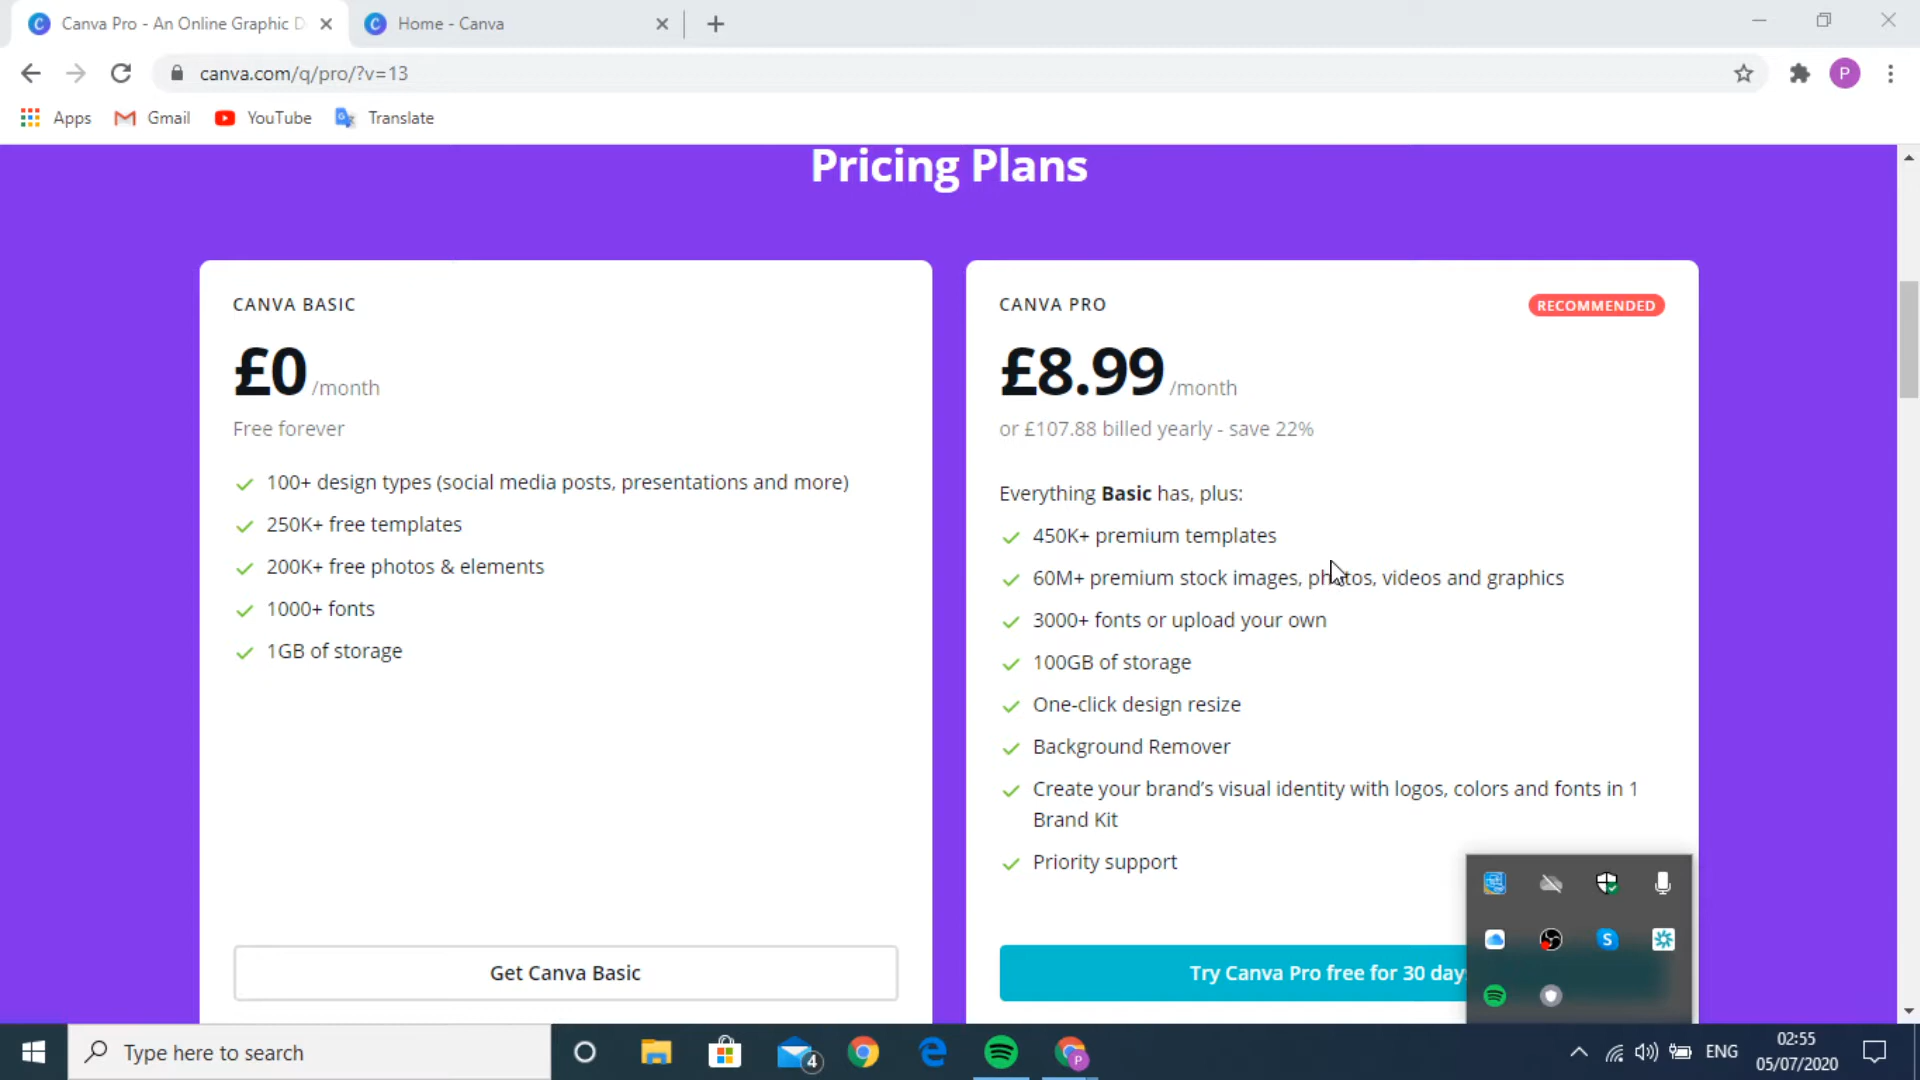 Canva Pro - An Online Graphic D
Home - Canva
canva.com/q/pro/?v=13
P
Apps
Gmail
YouTube
Translate
Pricing Plans
CANVA BASIC
£0 /month
Free forever
100+ design types (social media posts, presentations and more)
250K+ free templates
200K+ free photos & elements
1000+ fonts
1GB of storage
Get Canva Basic
CANVA PRO
RECOMMENDED
£8.99 /month
or £107.88 billed yearly - save 22%
Everything Basic has, plus:
450K+ premium templates
60M+ premium stock images, photos, videos and graphics
3000+ fonts or upload your own
100GB of storage
One-click design resize
Background Remover
Create your brand's visual identity with logos, colors and fonts in 1
Brand Kit
Priority support
Try Canva Pro free for 30 day
Type here to search
4
P
ENG
02:55
05/07/2020